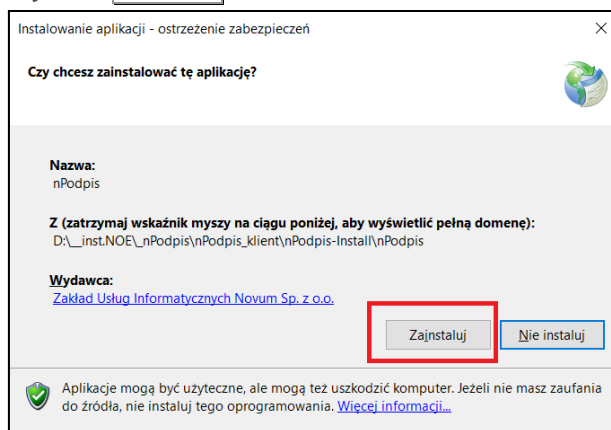 Instalowanie aplikacji - ostrzeżenie zabezpieczeń
Czy chcesz zainstalować tę aplikację?
Nazwa:
nPodpis
Z (zatrzymaj wskaźnik myszy na ciągu poniżej, aby wyświetlić pełną domenę):
D:\__inst.NOE\_nPodpis\nPodpis_klient\nPodpis-Install\nPodpis
Wydawca:
Zakład Usług Informatycznych Novum Sp. z o.o.
Zainstaluj Nie instaluj
Aplikacje mogą być użyteczne, ale mogą też uszkodzić komputer. Jeżeli nie masz zaufania
do źródła, nie instaluj tego oprogramowania. Więcej informacji...